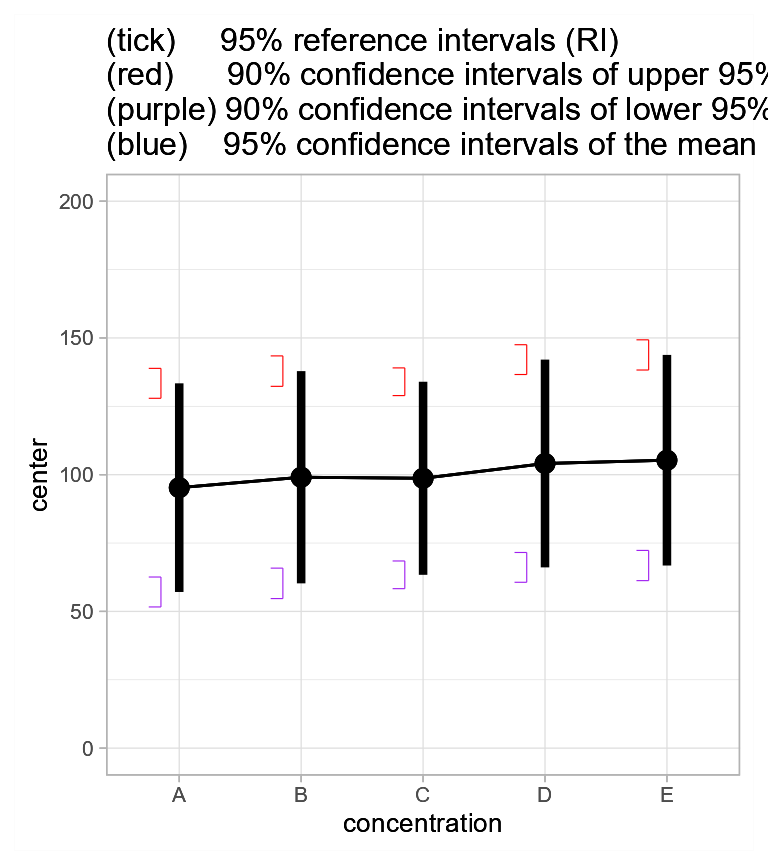 (tick) 95% reference intervals (RI)
(red) 90% confidence intervals of upper 95%
(purple) 90% confidence intervals of lower 95%
(blue) 95% confidence intervals of the mean
200
150
100
50
0
center
A B C D E
concentration